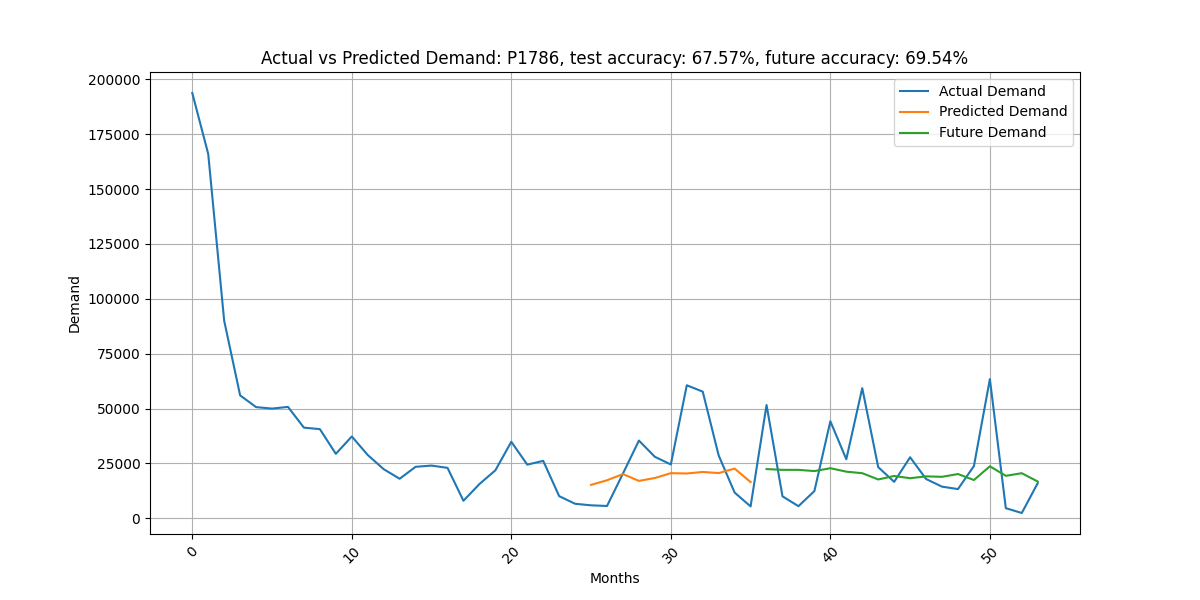 Actual vs Predicted Demand: P1786, test accuracy: 67.57%, future accuracy: 69.54%
Actual Demand
Predicted Demand
Future Demand
200000
175000
150000
125000
100000
75000
50000
25000
0
Demand
0 10 20 30 40 50
Months